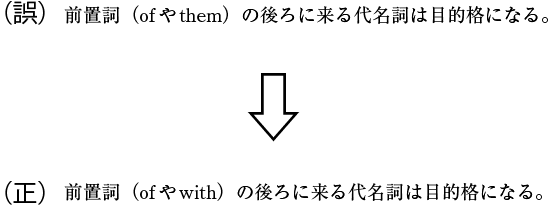 （誤） 前置詞（ofやthem）の後ろに来る代名詞は目的格になる。
（正） 前置詞（ofやwith）の後ろに来る代名詞は目的格になる。